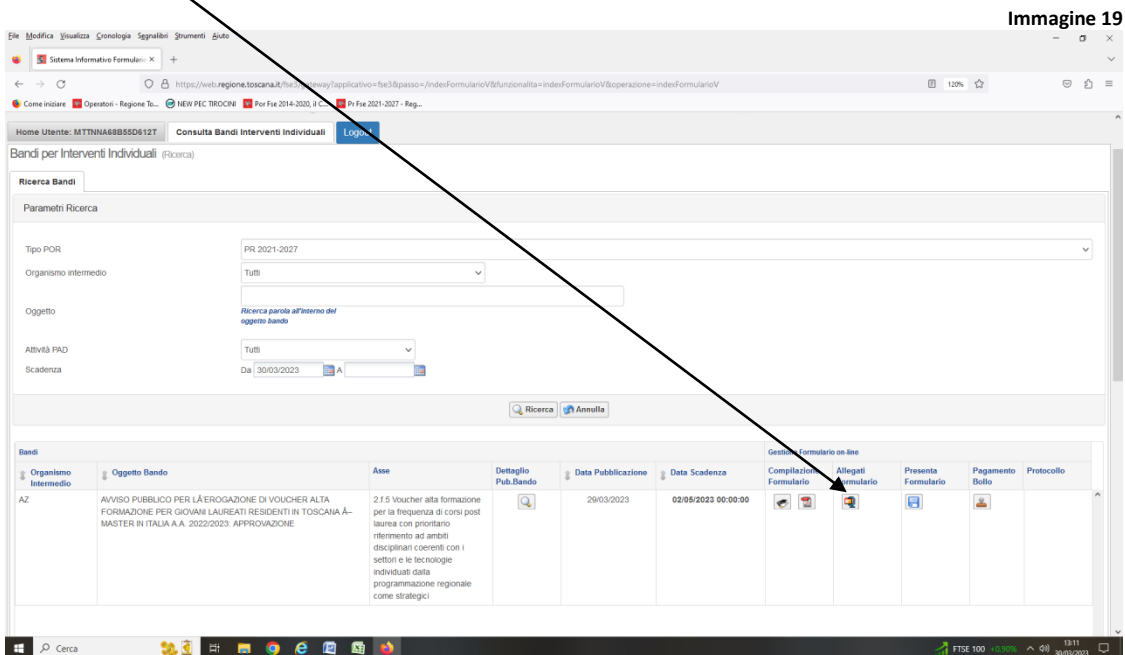 Immagine 19
File Modifica Visualizza Cronologia Segnalibri Strumenti Aiuto
Sistema Informativo Formulario × +
https://web.regione.toscana.it/fse3/gateway?applicativo=fse3&passo=/indexFormularioV&funzionalita=indexFormularioV&operazione=indexFormularioV 120%
Come iniziare Operatori - Regione To... NEW PEC TIROCINI Por Fse 2014-2020, il C... Pr Fse 2021-2027 - Reg...
Home Utente: MTTNNA68B55D612T Consulta Bandi Interventi Individuali Logout
Bandi per Interventi Individuali (Ricerca)
Ricerca Bandi
Parametri Ricerca
Tipo POR PR 2021-2027
Organismo intermedio Tutti
Oggetto
Ricerca parola all'interno del
oggetto bando
Attività PAD Tutti
Scadenza Da 30/03/2023 A
Ricerca Annulla
Bandi Gestione Formulario on-line
Organismo Intermedio Oggetto Bando Asse Dettaglio Pub.Bando Data Pubblicazione Data Scadenza Compilazione Formulario Allegati Formulario Presenta Formulario Pagamento Bollo Protocollo
AZ
AVVISO PUBBLICO PER LÂEROGAZIONE DI VOUCHER ALTA
FORMAZIONE PER GIOVANI LAUREATI RESIDENTI IN TOSCANA Â–
MASTER IN ITALIA A.A. 2022/2023: APPROVAZIONE
2.f.5 Voucher alta formazione
per la frequenza di corsi post
laurea con prioritario
riferimento ad ambiti
disciplinari coerenti con i
settori e le tecnologie
individuati dalla
programmazione regionale
come strategici
29/03/2023
02/05/2023 00:00:00
Cerca
FTSE 100 +0,90%
13:11
30/03/2023